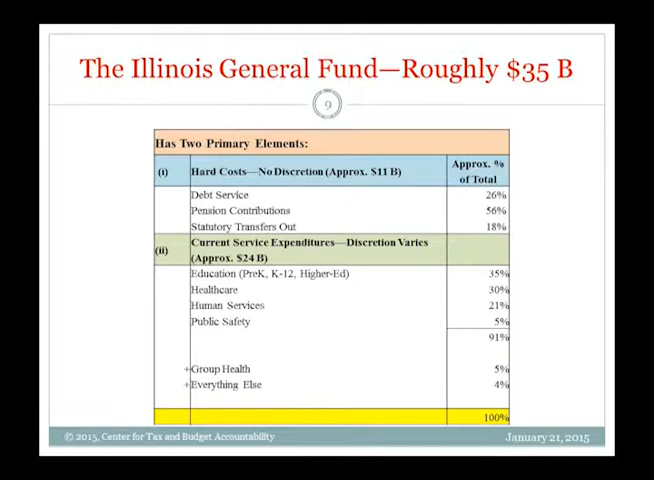 The Illinois General Fund—Roughly $35 B
9
Has Two Primary Elements:
(i) Hard Costs—No Discretion (Approx. $11 B) Approx. % of Total
Debt Service 26%
Pension Contributions 56%
Statutory Transfers Out 18%
(ii) Current Service Expenditures—Discretion Varies (Approx. $24 B)
Education (PreK, K-12, Higher-Ed) 35%
Healthcare 30%
Human Services 21%
Public Safety 5%
91%
+Group Health 5%
+Everything Else 4%
100%
© 2015, Center for Tax and Budget Accountability January 21, 2015